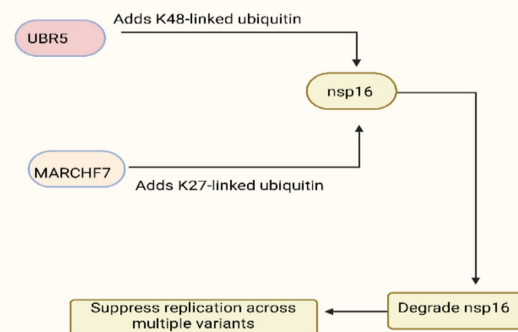 Adds K48-linked ubiquitin
UBR5
nsp16
MARCHF7
Adds K27-linked ubiquitin
Degrade nsp16
Suppress replication across
multiple variants